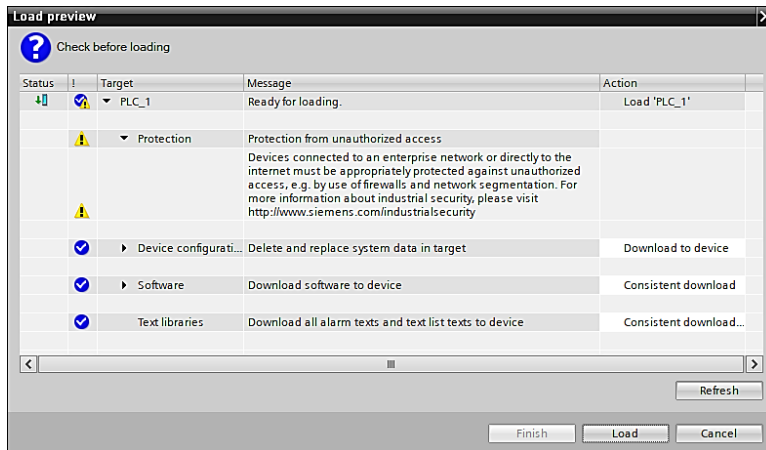 Load preview
Check before loading
Status ! Target Message Action
PLC_1 Ready for loading. Load 'PLC_1'
Protection Protection from unauthorized access
Devices connected to an enterprise network or directly to the
internet must be appropriately protected against unauthorized
access, e.g. by use of firewalls and network segmentation. For
more information about industrial security, please visit
http://www.siemens.com/industrialsecurity
Device configurati... Delete and replace system data in target Download to device
Software Download software to device Consistent download
Text libraries Download all alarm texts and text list texts to device Consistent download...
Refresh
Finish Load Cancel